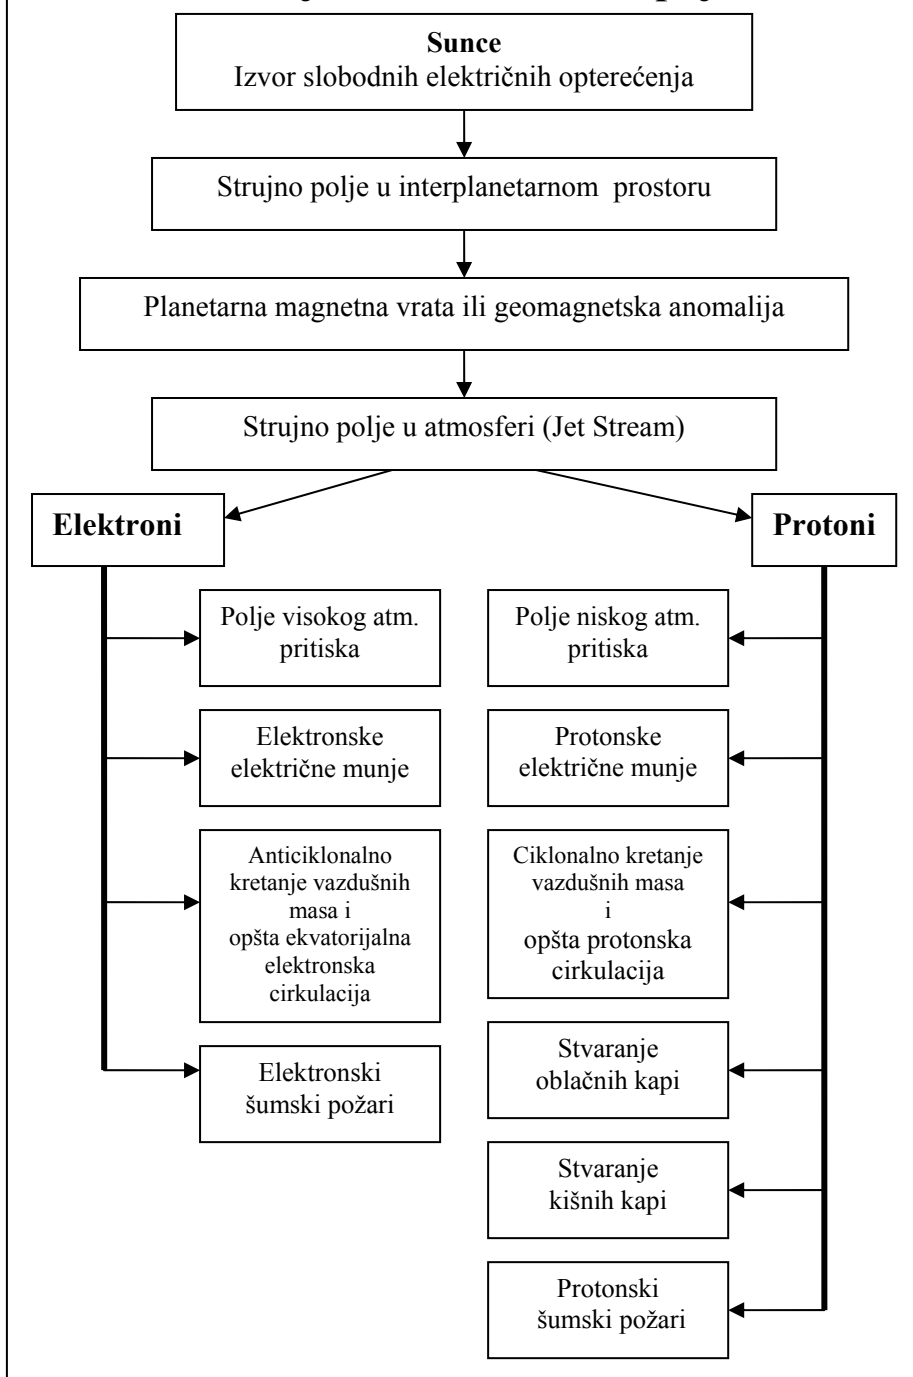 Sunce
Izvor slobodnih električnih opterećenja
Strujno polje u interplanetarnom prostoru
Planetarna magnetna vrata ili geomagnetska anomalija
Strujno polje u atmosferi (Jet Stream)
Elektroni
Protoni
Polje visokog atm.
pritiska
Polje niskog atm.
pritiska
Elektronske
električne munje
Protonske
električne munje
Anticiklonalno
kretanje vazdušnih
masa i
opšta ekvatorijalna
elektronska
cirkulacija
Ciklonalno kretanje
vazdušnih masa
i
opšta protonska
cirkulacija
Elektronski
šumski požari
Stvaranje
oblačnih kapi
Stvaranje
kišnih kapi
Protonski
šumski požari